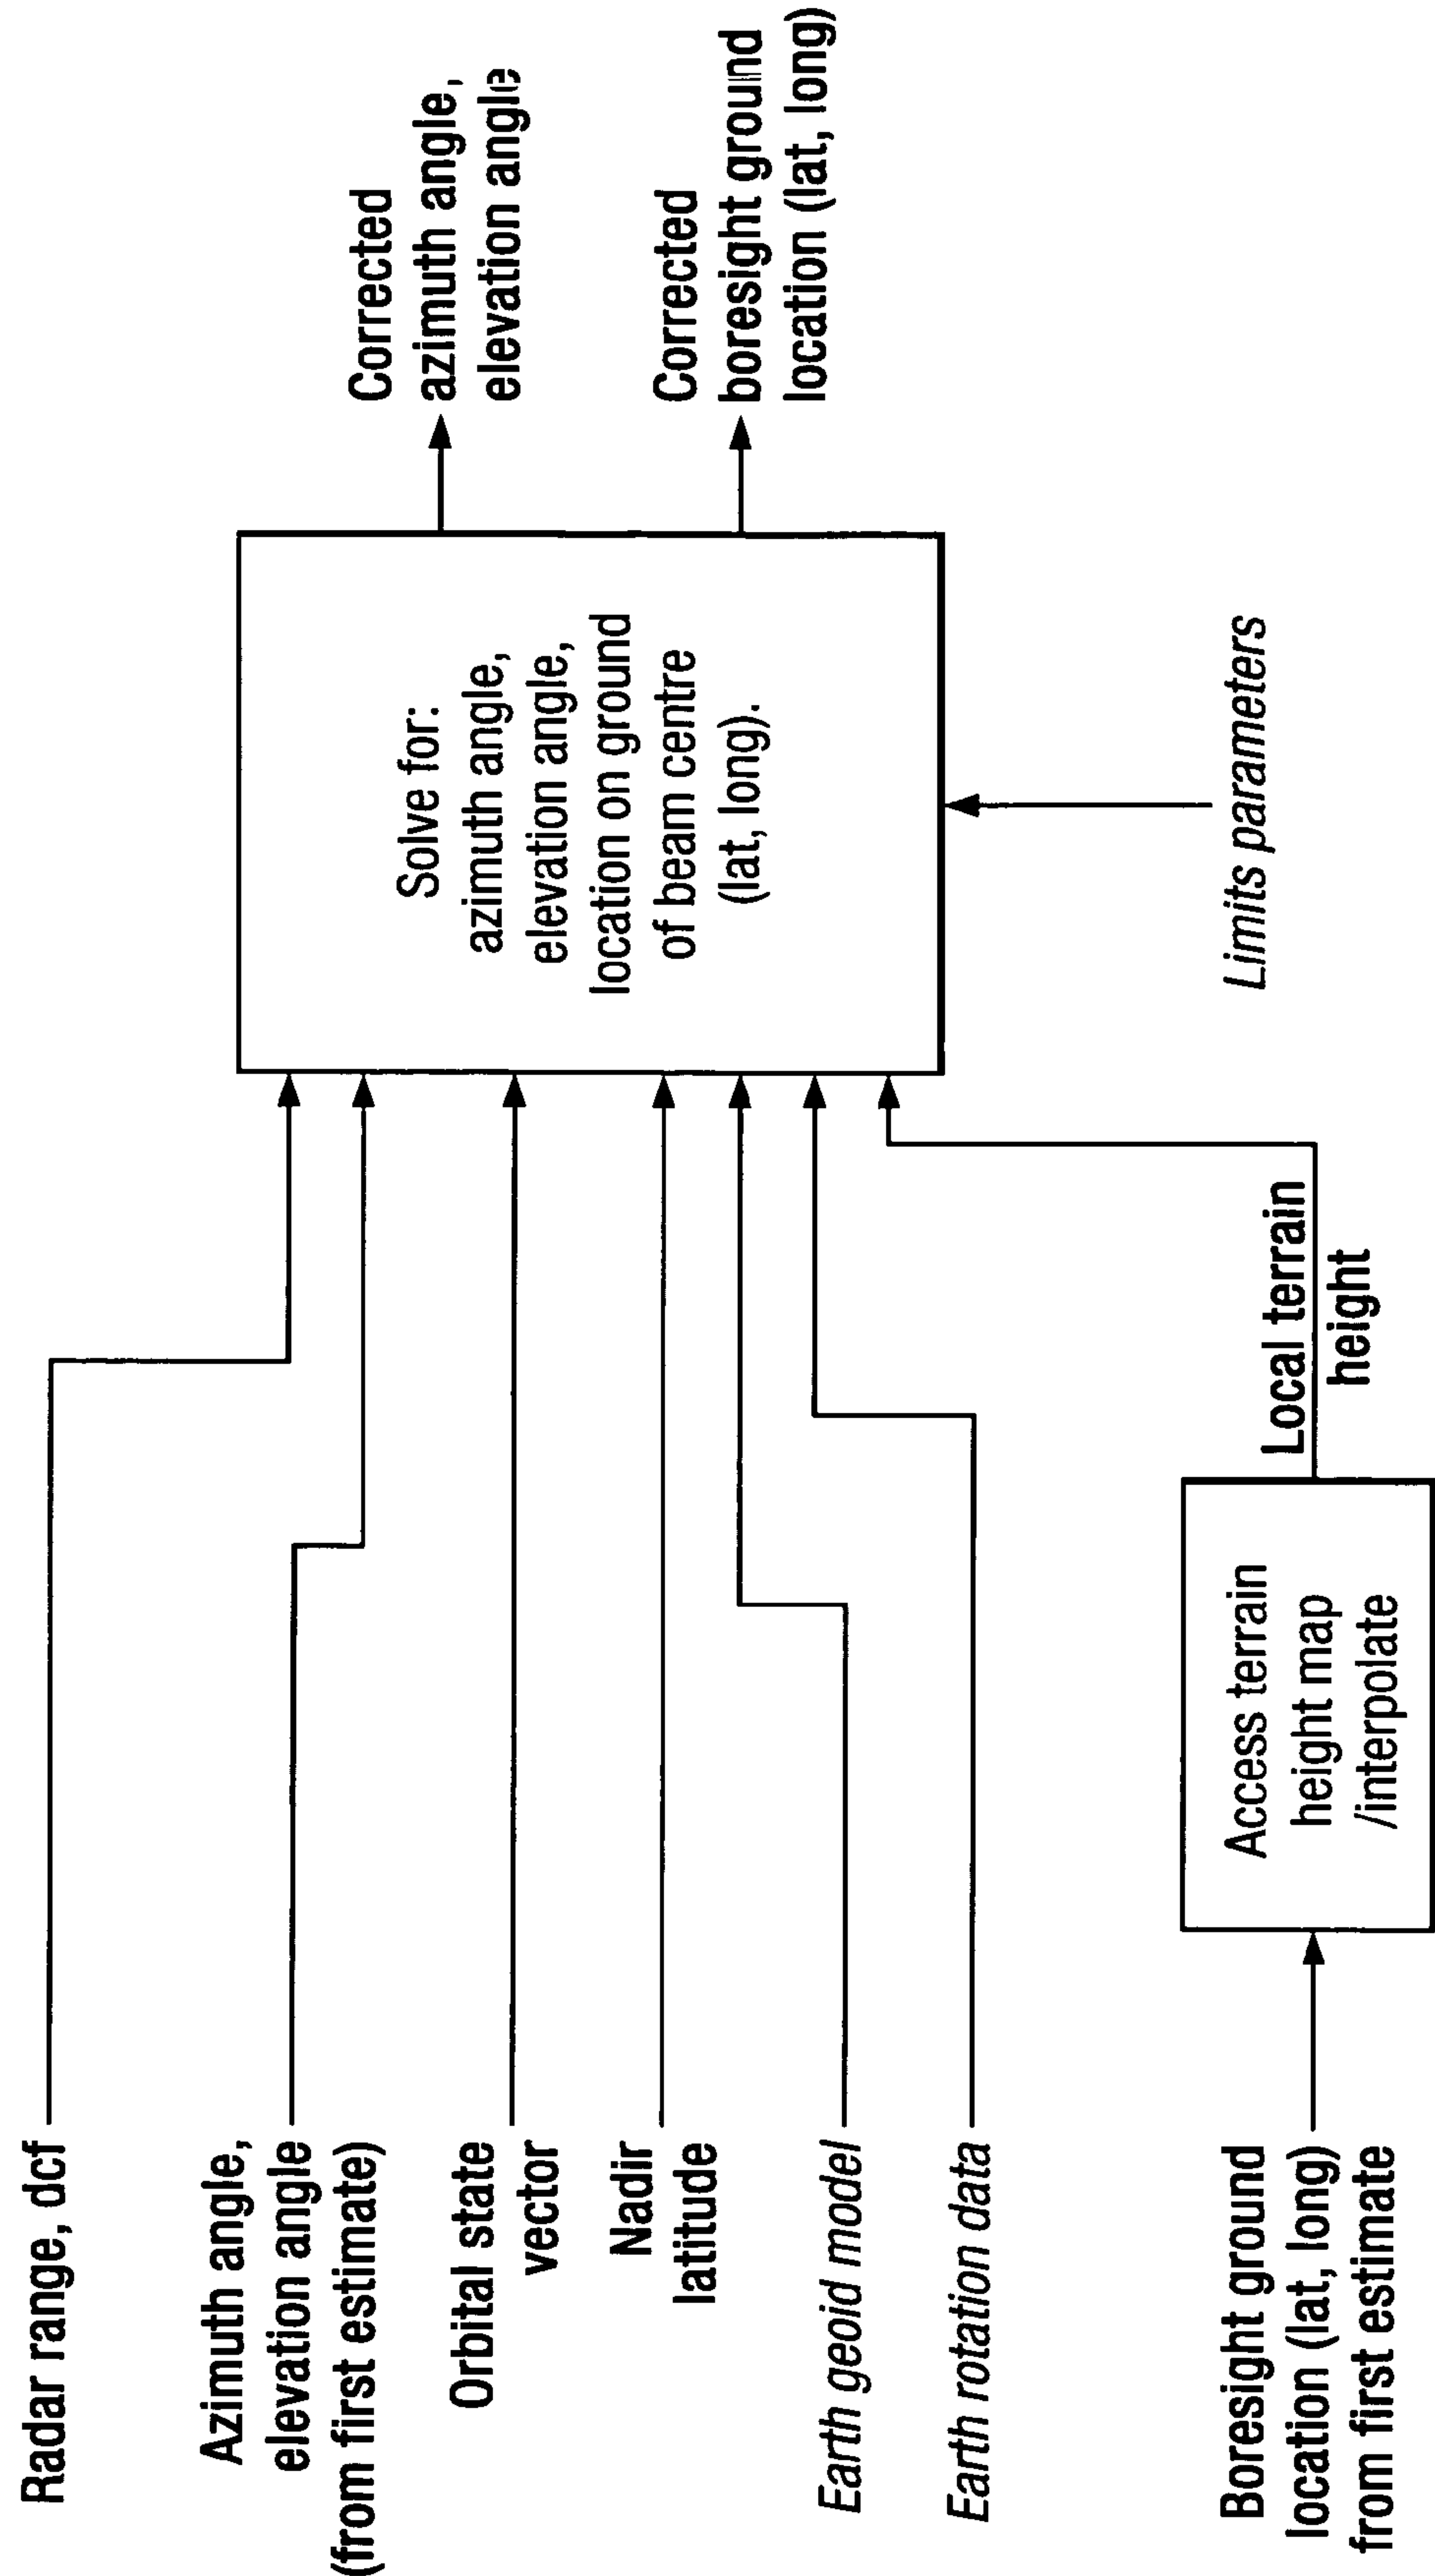 Radar range, dcf
Azimuth angle,
elevation angle
(from first estimate)
Orbital state
vector
Nadir
latitude
Earth geoid model
Earth rotation data
Boresight ground
location (lat, long)
from first estimate
Access terrain
height map
/interpolate
Local terrain
height
Solve for:
azimuth angle,
elevation angle,
location on ground
of beam centre
(lat, long).
Limits parameters
Corrected
azimuth angle,
elevation angle
Corrected
boresight ground
location (lat, long)